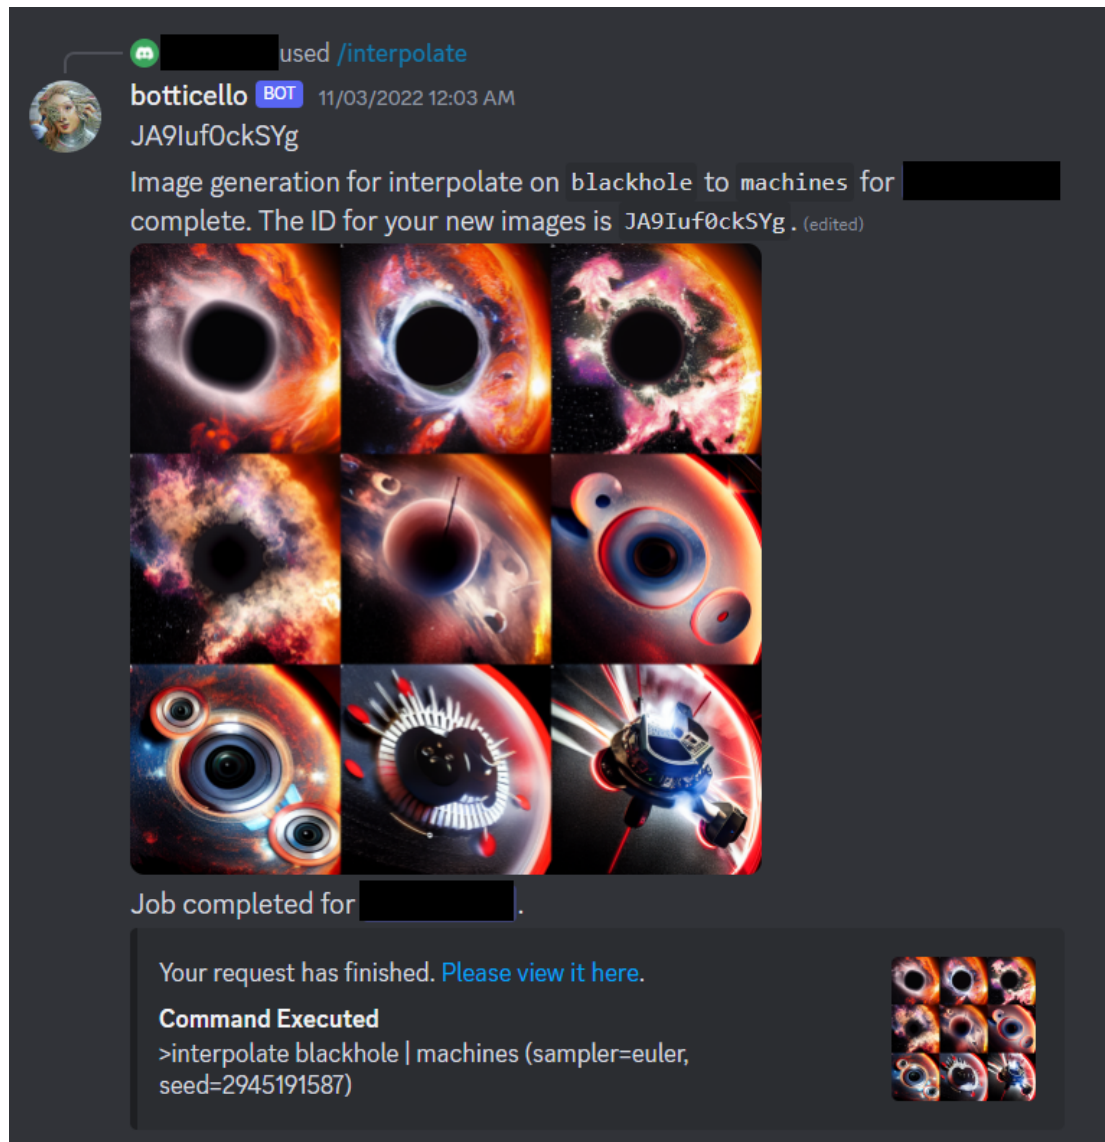 used /interpolate
botticello BOT 11/03/2022 12:03 AM
JA9Iuf0ckSYg
Image generation for interpolate on blackhole to machines for
complete. The ID for your new images is JA9Iuf0ckSYg. (edited)
Job completed for .
Your request has finished. Please view it here.
Command Executed
>interpolate blackhole | machines (sampler=euler,
seed=2945191587)